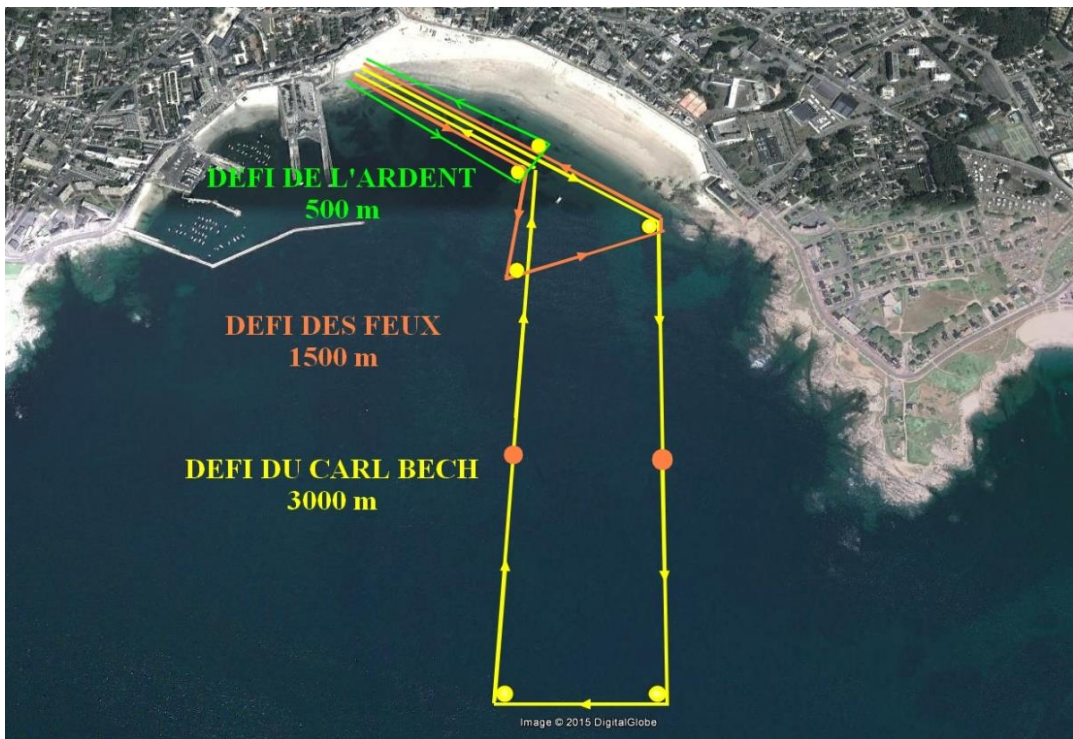 DEFI DE L'ARDENT
500 m
DEFI DES FEUX
1500 m
DEFI DU CARL BECH
3000 m
Image © 2015 DigitalGlobe